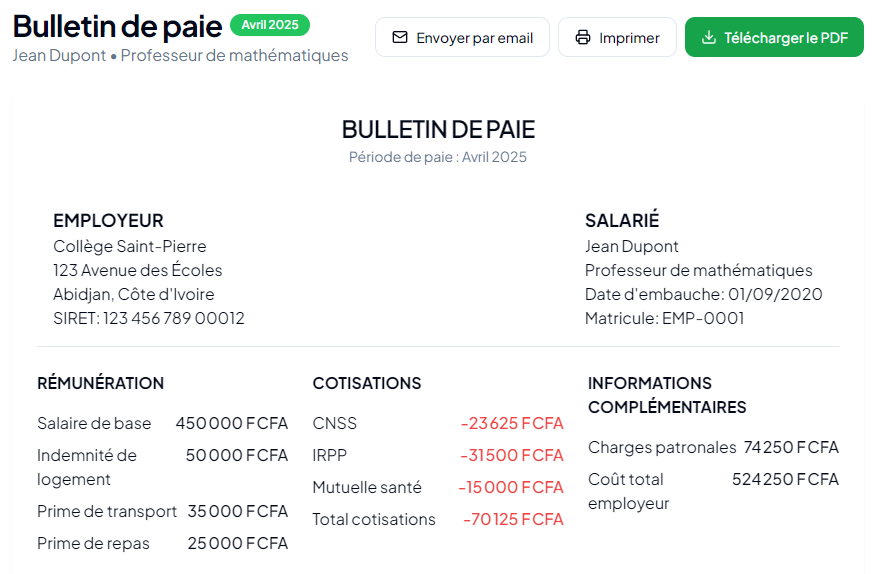 Bulletin de paie Avril 2025
Jean Dupont • Professeur de mathématiques
Envoyer par email
Imprimer
Télécharger le PDF
BULLETIN DE PAIE
Période de paie : Avril 2025
EMPLOYEUR
Collège Saint-Pierre
123 Avenue des Écoles
Abidjan, Côte d'Ivoire
SIRET: 123 456 789 00012
SALARIÉ
Jean Dupont
Professeur de mathématiques
Date d'embauche: 01/09/2020
Matricule: EMP-0001
RÉMUNÉRATION
Salaire de base 450 000 FCFA
Indemnité de 50 000 FCFA
logement
Prime de transport 35 000 FCFA
Prime de repas 25 000 FCFA
COTISATIONS
CNSS -23 625 FCFA
IRPP -31 500 FCFA
Mutuelle santé -15 000 FCFA
Total cotisations -70 125 FCFA
INFORMATIONS
COMPLÉMENTAIRES
Charges patronales 74 250 FCFA
Coût total 524 250 FCFA
employeur